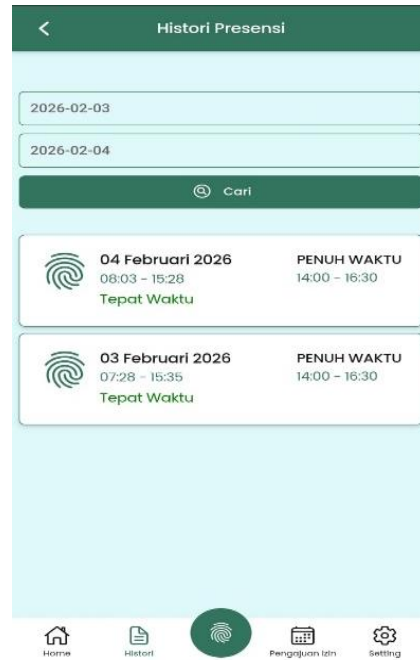 Histori Presensi
2026-02-03
2026-02-04
Cari
04 Februari 2026 PENUH WAKTU
08:03 - 15:28 14:00 - 16:30
Tepat Waktu
03 Februari 2026 PENUH WAKTU
07:28 - 15:35 14:00 - 16:30
Tepat Waktu
Home Histori Pengajuan Izin Setting